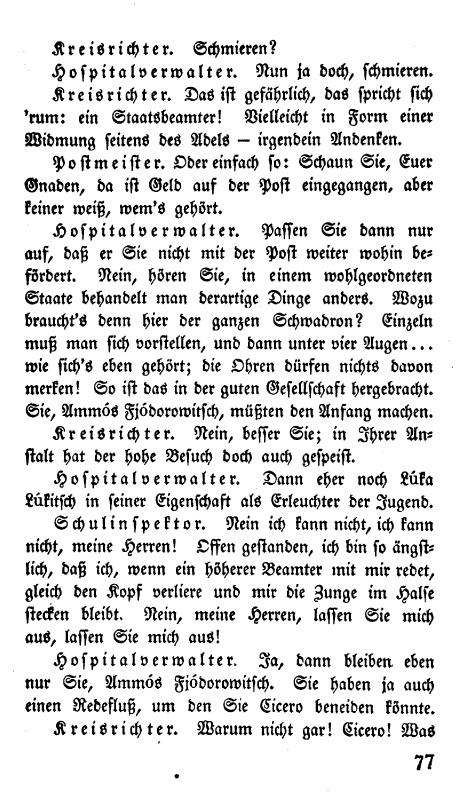 Kreisrichter. Schmieren?
Hospitalverwalter. Nun ja doch, schmieren.
Kreisrichter. Das ist gefährlich, das spricht sich
'rum: ein Staatsbeamter! Vielleicht in Form einer
Widmung seitens des Adels — irgendein Andenken.
Postmeister. Oder einfach so: Schaun Sie, Euer
Gnaden, da ist Geld auf der Post eingegangen, aber
keiner weiß, wem's gehört.
Hospitalverwalter. Passen Sie dann nur
auf, daß er Sie nicht mit der Post weiter wohin be-
fördert. Nein, hören Sie, in einem wohlgeordneten
Staate behandelt man derartige Dinge anders. Wozu
braucht's denn hier der ganzen Schwadron? Einzeln
muß man sich vorstellen, und dann unter vier Augen...
wie sich's eben gehört; die Ohren dürfen nichts davon
merken! So ist das in der guten Gesellschaft hergebracht.
Sie, Ammós Fjódorowitsch, müßten den Anfang machen.
Kreisrichter. Nein, besser Sie; in Ihrer An-
stalt hat der hohe Besuch doch auch gespeist.
Hospitalverwalter. Dann eher noch Lúka
Lúkitsch in seiner Eigenschaft als Erleuchter der Jugend.
Schulinspektor. Nein ich kann nicht, ich kann
nicht, meine Herren! Offen gestanden, ich bin so ängst-
lich, daß ich, wenn ein höherer Beamter mit mir redet,
gleich den Kopf verliere und mir die Zunge im Halse
stecken bleibt. Nein, meine Herren, lassen Sie mich
aus, lassen Sie mich aus!
Hospitalverwalter. Ja, dann bleiben eben
nur Sie, Ammós Fjódorowitsch. Sie haben ja auch
einen Redefluß, um den Sie Cicero beneiden könnte.
Kreisrichter. Warum nicht gar! Cicero! Was
77